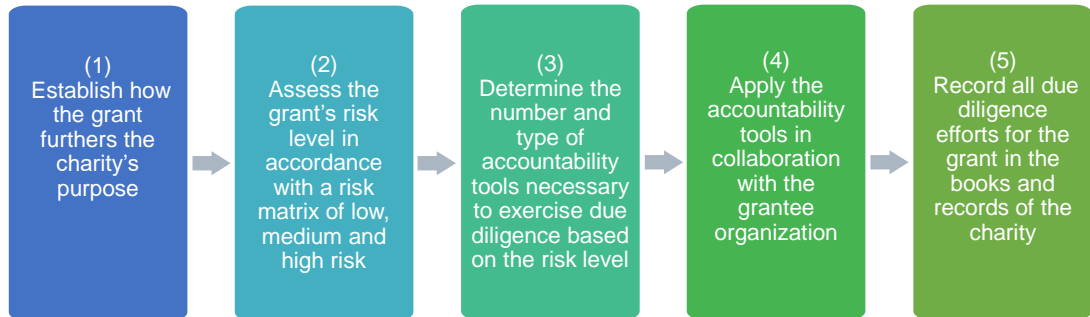 (1)
Establish how
the grant
furthers the
charity's
purpose
(2)
Assess the
grant's risk
level in
accordance
with a risk
matrix of low,
medium and
high risk
(3)
Determine the
number and
type of
accountability
tools necessary
to exercise due
diligence based
on the risk level
(4)
Apply the
accountability
tools in
collaboration
with the
grantee
organization
(5)
Record all due
diligence
efforts for the
grant in the
books and
records of the
charity